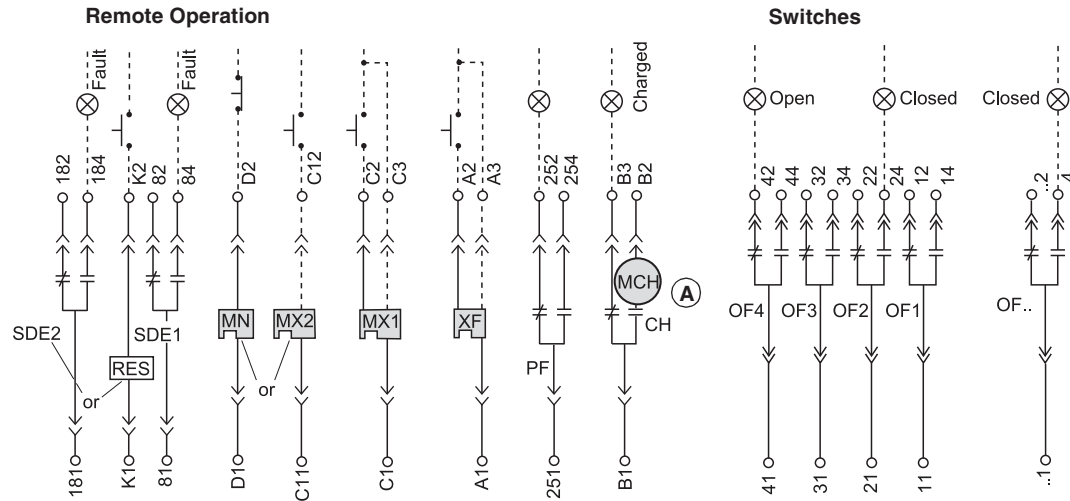 Remote Operation
Switches
Fault
Fault
Charged
Open
Closed
Closed
182
184
K2
82
84
D2
C12
C2
C3
A2
A3
252
254
B3
B2
42
44
32
34
22
24
12
14
..2
..4
MCH
A
SDE2
SDE1
MN
MX2
MX1
XF
CH
OF4
OF3
OF2
OF1
OF..
RES
PF
or
or
181
K1
81
D1
C11
C1
A1
251
B1
41
31
21
11
..1